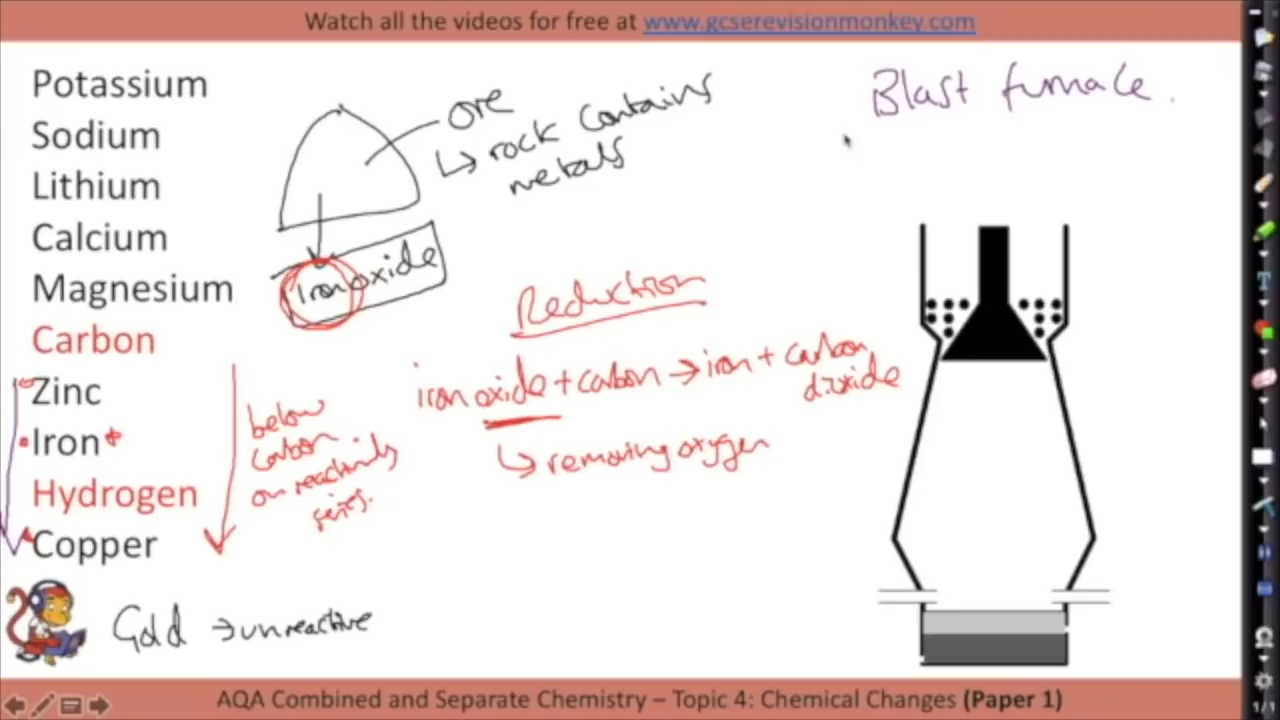 Watch all the videos for free at www.gcserevisionmonkey.com
Potassium
Sodium
Lithium
Calcium
Magnesium
Carbon
Zinc
Iron
Hydrogen
Copper
Gold → unreactive
ore
↳ rock contains
metals
Iron oxide
below
carbon
on reactivity
series.
Reduction
iron oxide + carbon → iron + carbon
dioxide
↳ removing oxygen
Blast furnace.
AQA Combined and Separate Chemistry – Topic 4: Chemical Changes (Paper 1)
1/1